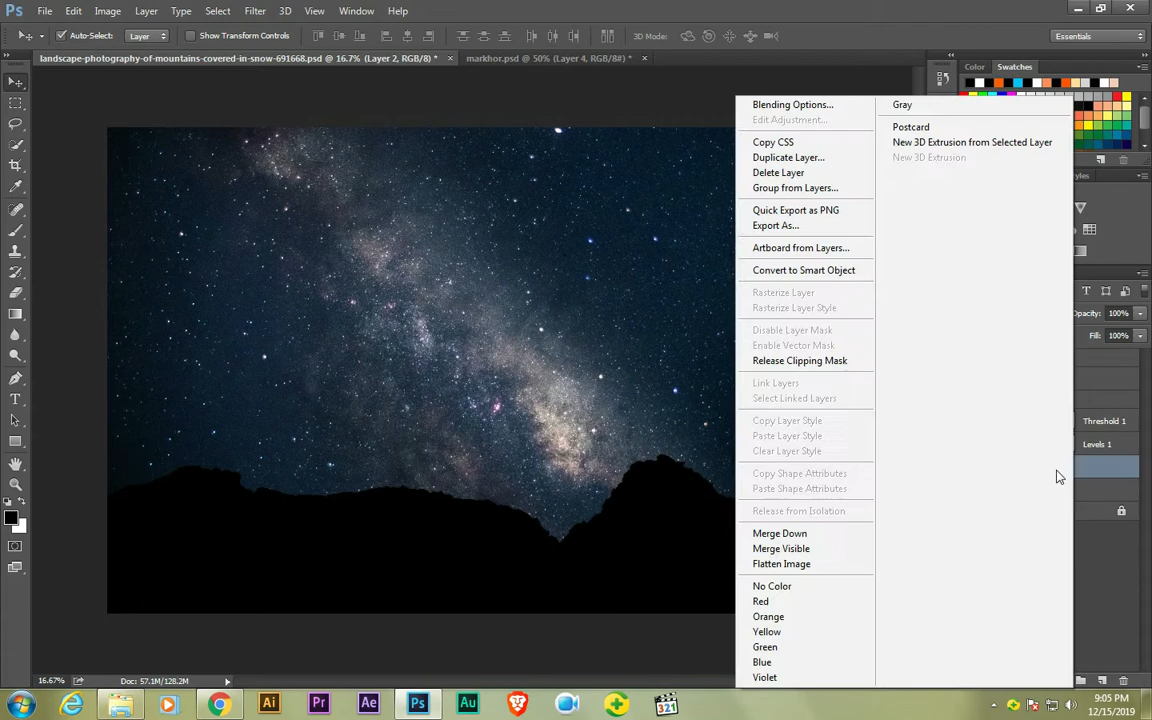 Ps File Edit Image Layer Type Select Filter 3D View Window Help
Auto-Select: Layer Show Transform Controls 3D Mode: Essentials
landscape-photography-of-mountains-covered-in-snow-691668.psd @ 16.7% (Layer 2, RGB/8) * × markhor.psd @ 50% (Layer 4, RGB/8#) * ×
Color Swatches
Blending Options...
Edit Adjustment...
Copy CSS
Duplicate Layer...
Delete Layer
Group from Layers...
Quick Export as PNG
Export As...
Artboard from Layers...
Convert to Smart Object
Rasterize Layer
Rasterize Layer Style
Disable Layer Mask
Enable Vector Mask
Release Clipping Mask
Link Layers
Select Linked Layers
Copy Layer Style
Paste Layer Style
Clear Layer Style
Copy Shape Attributes
Paste Shape Attributes
Release from Isolation
Merge Down
Merge Visible
Flatten Image
No Color
Red
Orange
Yellow
Green
Blue
Violet
Gray
Postcard
New 3D Extrusion from Selected Layer
New 3D Extrusion
Opacity: 100%
Fill: 100%
Threshold 1
Levels 1
16.67% Doc: 57.1M/128.2M
Ai Pr Ae Ps Au 321
9:05 PM
12/15/2019